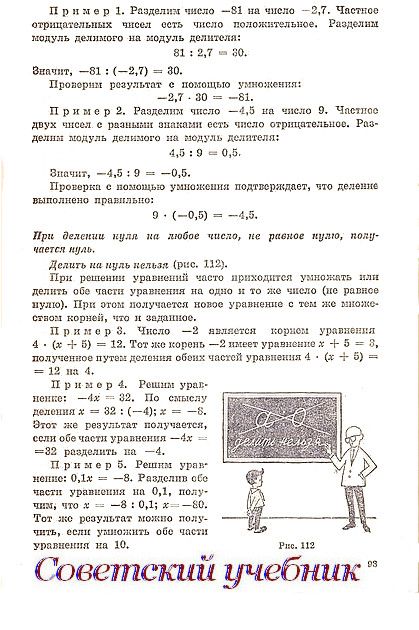 Пример 1. Разделим число −81 на число −2,7. Частное
отрицательных чисел есть число положительное. Разделим
модуль делимого на модуль делителя:
81 : 2,7 = 30.
Значит, −81 : (−2,7) = 30.
Проверим результат с помощью умножения:
−2,7 · 30 = −81.
Пример 2. Разделим число −4,5 на число 9. Частное
двух чисел с разными знаками есть число отрицательное. Раз-
делим модуль делимого на модуль делителя:
4,5 : 9 = 0,5.
Значит, −4,5 : 9 = −0,5.
Проверка с помощью умножения подтверждает, что деление
выполнено правильно:
9 · (−0,5) = −4,5.
При делении нуля на любое число, не равное нулю, полу-
чается нуль.
Делить на нуль нельзя (рис. 112).
При решении уравнений часто приходится умножать или
делить обе части уравнения на одно и то же число (не равное
нулю). При этом получается новое уравнение с тем же множе-
ством корней, что и заданное.
Пример 3. Число −2 является корнем уравнения
4 · (x + 5) = 12. Тот же корень −2 имеет уравнение x + 5 = 3,
полученное путем деления обеих частей уравнения 4 · (x + 5) =
= 12 на 4.
Пример 4. Решим урав-
нение: −4x = 32. По смыслу
деления x = 32 : (−4); x = −8.
Этот же результат получается,
если обе части уравнения −4x =
=32 разделить на −4.
Пример 5. Решим урав-
нение: 0,1x = −8. Разделив обе
части уравнения на 0,1, полу-
чим, что x = −8 : 0,1; x=−80.
Тот же результат можно полу-
чить, если умножить обе части
уравнения на 10.
делить нельзя
Рис. 112
93
Советский учебник